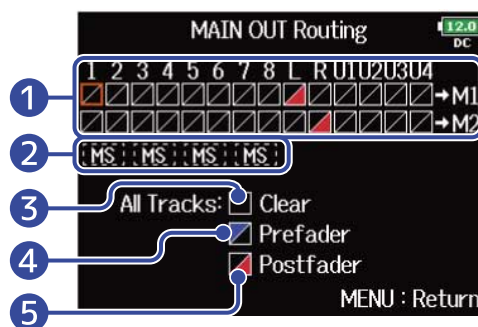 MAIN OUT Routing
12.0
DC
1 2 3 4 5 6 7 8 L R U1U2U3U4
1
→M1
→M2
2
MS MS MS MS
3
All Tracks: Clear
4
Prefader
Postfader
5
MENU : Return